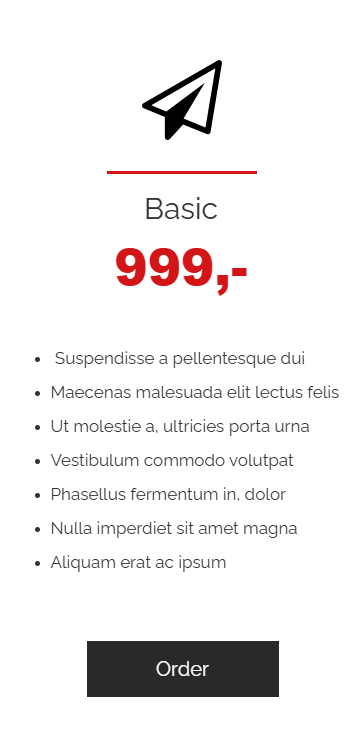 Basic
999,-
Suspendisse a pellentesque dui
Maecenas malesuada elit lectus felis
Ut molestie a, ultricies porta urna
Vestibulum commodo volutpat
Phasellus fermentum in, dolor
Nulla imperdiet sit amet magna
Aliquam erat ac ipsum
Order